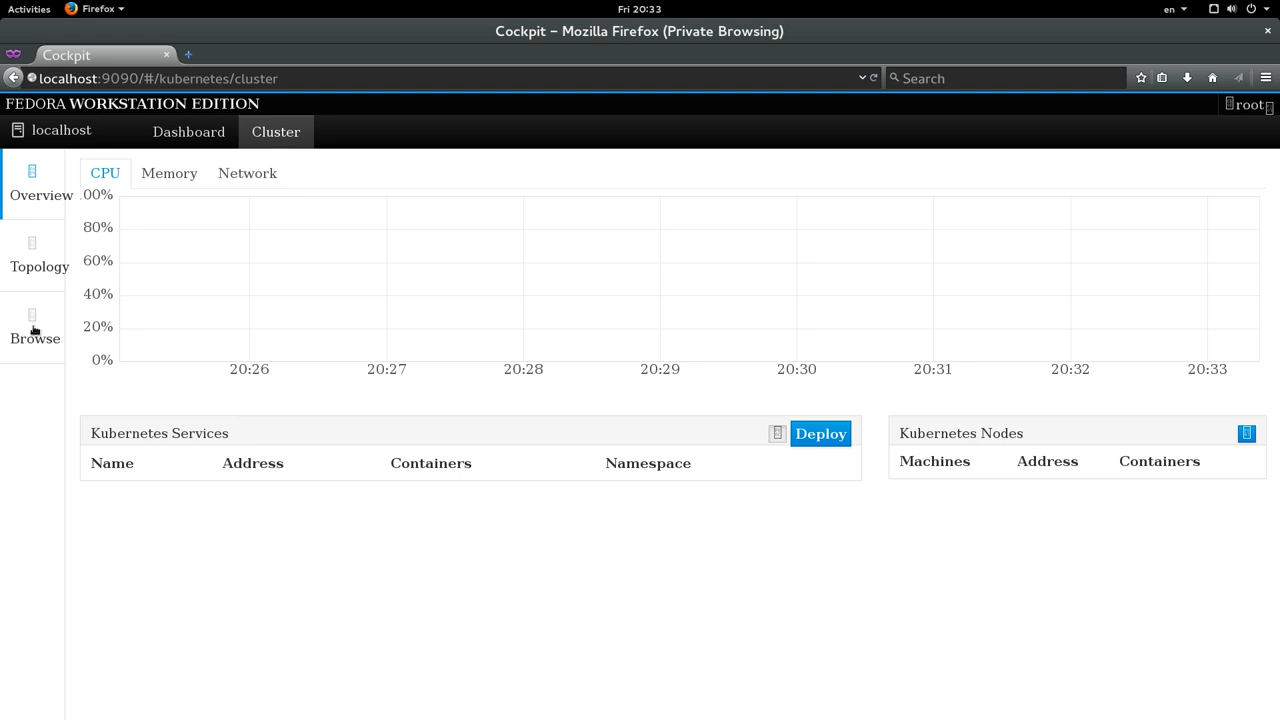 Activities Firefox Fri 20:33 en
Cockpit – Mozilla Firefox (Private Browsing) ×
Cockpit × +
localhost:9090/#/kubernetes/cluster Search
FEDORA WORKSTATION EDITION root
localhost Dashboard Cluster
Overview
Topology
Browse
CPU Memory Network
00%
80%
60%
40%
20%
0%
20:26 20:27 20:28 20:29 20:30 20:31 20:32 20:33
Kubernetes Services Deploy
Name Address Containers Namespace
Kubernetes Nodes
Machines Address Containers